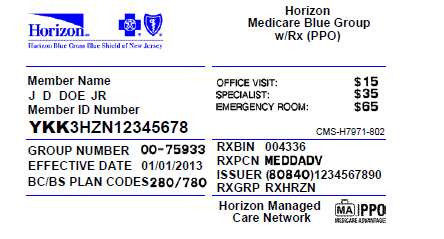 Horizon
Horizon Blue Cross Blue Shield of New Jersey
Horizon
Medicare Blue Group
w/Rx (PPO)
Member Name
J D DOE JR
Member ID Number
YKK3HZN12345678
GROUP NUMBER 00-75933
EFFECTIVE DATE 01/01/2013
BC/BS PLAN CODES 280/780
OFFICE VISIT: $15
SPECIALIST: $35
EMERGENCY ROOM: $65
CMS-H7971-802
RXBIN 004336
RXPCN MEDDADV
ISSUER (80840)1234567890
RXGRP RXHRZN
Horizon Managed
Care Network
MA PPO
MEDICARE ADVANTAGE